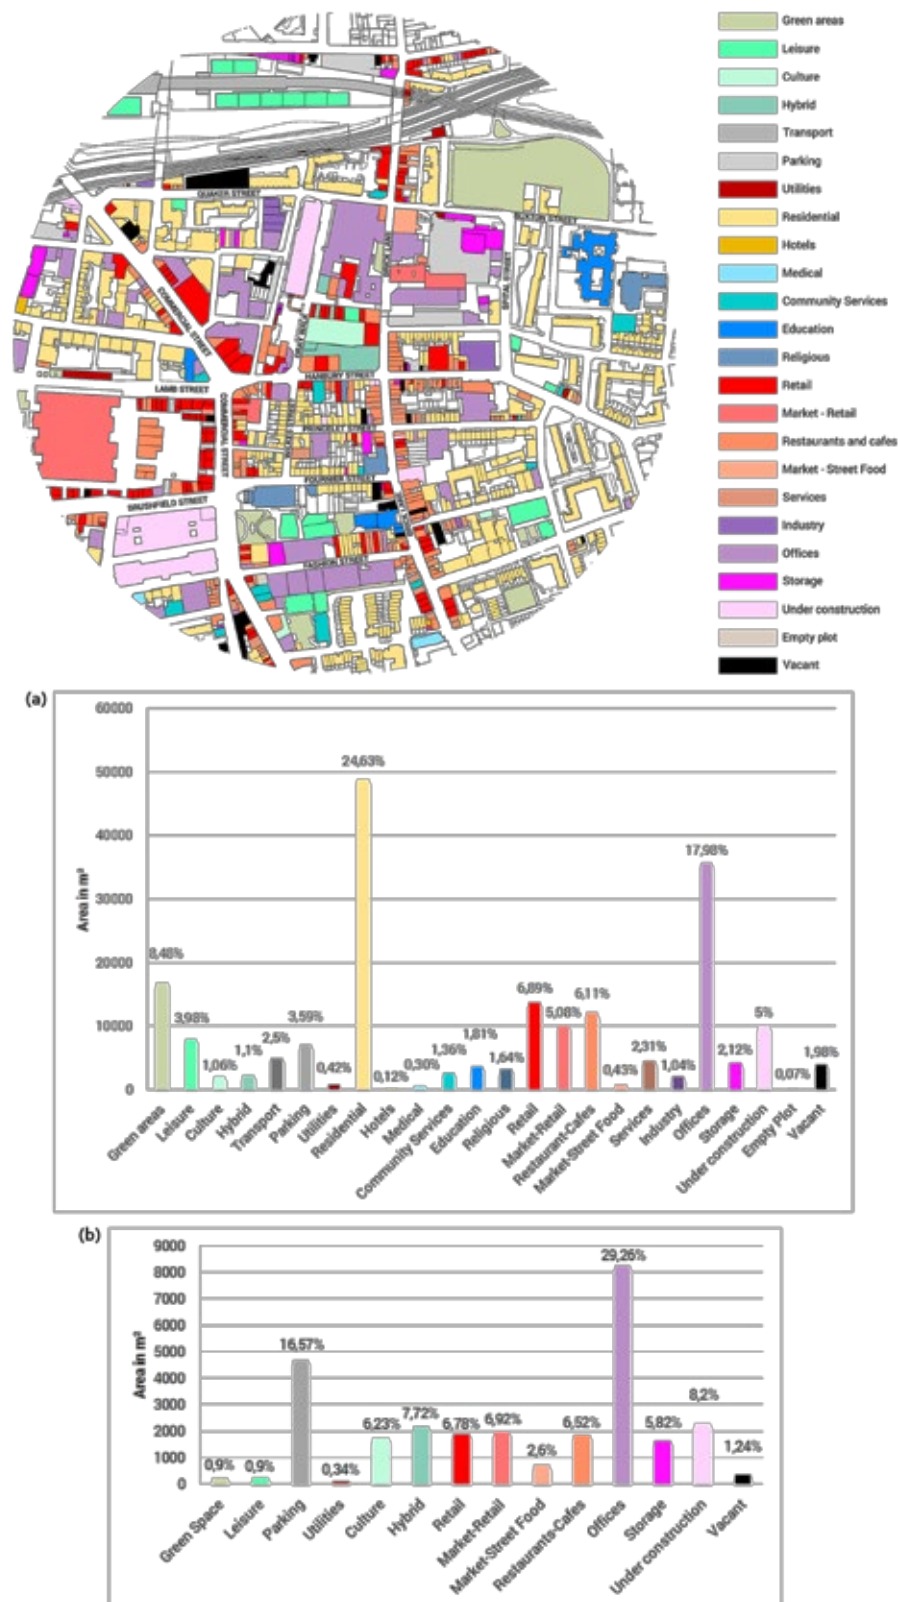 Green areas
Leisure
Culture
Hybrid
Transport
Parking
Utilities
Residential
Hotels
Medical
Community Services
Education
Religious
Retail
Market - Retail
Restaurants and cafes
Market - Street Food
Services
Industry
Offices
Storage
Under construction
Empty plot
Vacant
QUAKER STREET
BUXTON STREET
SPITAL STREET
COMMERCIAL STREET
HANBURY STREET
LAMB STREET
COMMERCIAL STREET
PRINCELET STREET
FOURNIER STREET
BRUSHFIELD STREET
FASHION STREET
(a)
60000
50000
40000
30000
20000
10000
0
Area in m²
8,48%
3,98%
1,06%
1,1%
2,5%
3,59%
0,42%
24,63%
0,12%
0,30%
1,36%
1,81%
1,64%
6,89%
5,08%
6,11%
0,43%
2,31%
1,04%
17,98%
2,12%
5%
0,07%
1,98%
Green areas
Leisure
Culture
Hybrid
Transport
Parking
Utilities
Residential
Hotels
Medical
Community Services
Education
Religious
Retail
Market-Retail
Restaurant-Cafes
Market-Street Food
Services
Industry
Offices
Storage
Under construction
Empty Plot
Vacant
(b)
9000
8000
7000
6000
5000
4000
3000
2000
1000
0
Area in m²
0,9%
0,9%
16,57%
0,34%
6,23%
7,72%
6,78%
6,92%
2,6%
6,52%
29,26%
5,82%
8,2%
1,24%
Green Space
Leisure
Parking
Utilities
Culture
Hybrid
Retail
Market-Retail
Market-Street Food
Restaurants-Cafes
Offices
Storage
Under construction
Vacant